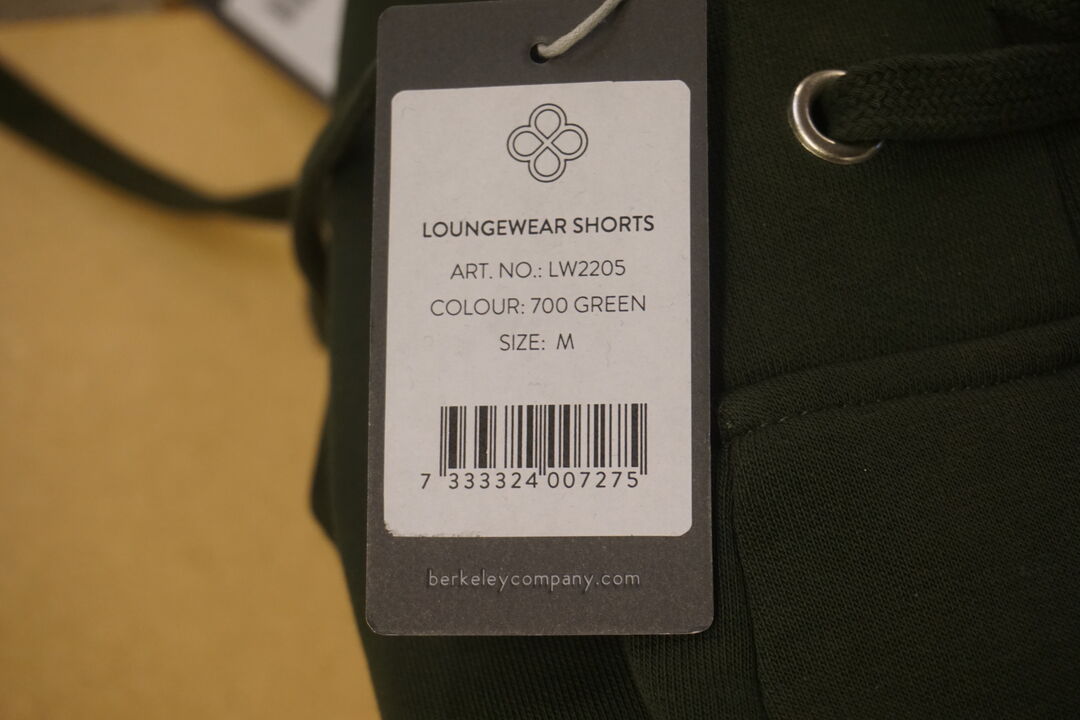 LOUNGEWEAR SHORTS
ART. NO.: LW2205
COLOUR: 700 GREEN
SIZE: M
7 333324 007275
berkeleycompany.com